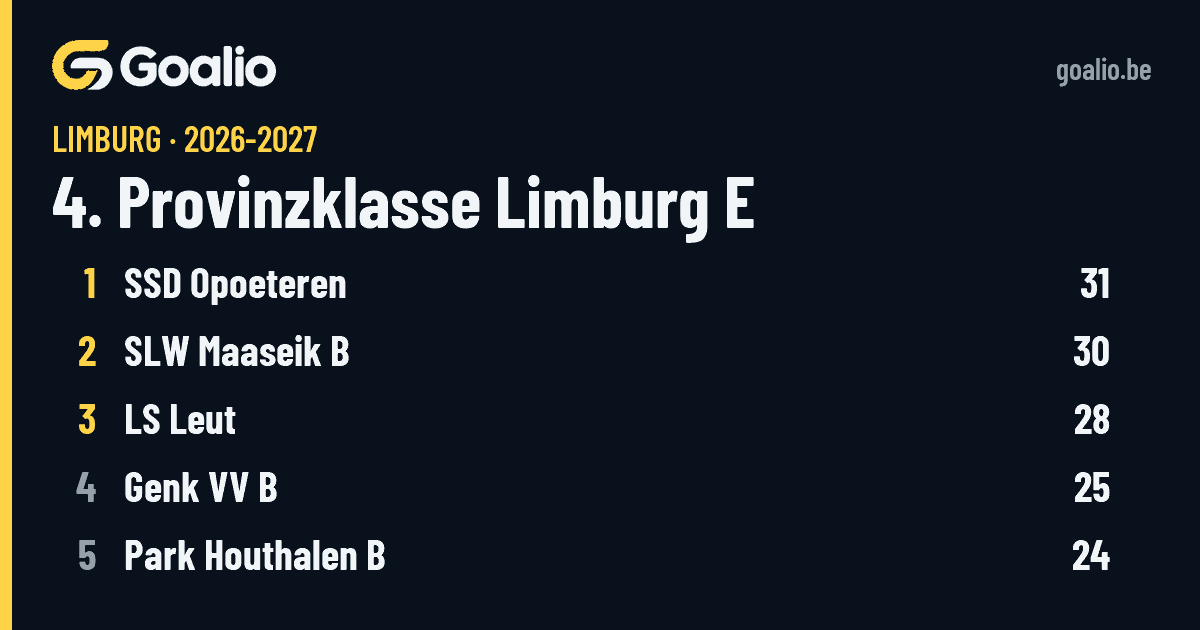 Goalio
goalio.be
LIMBURG · 2026-2027
4. Provinzklasse Limburg E
1 SSD Opoeteren 31
2 SLW Maaseik B 30
3 LS Leut 28
4 Genk VV B 25
5 Park Houthalen B 24